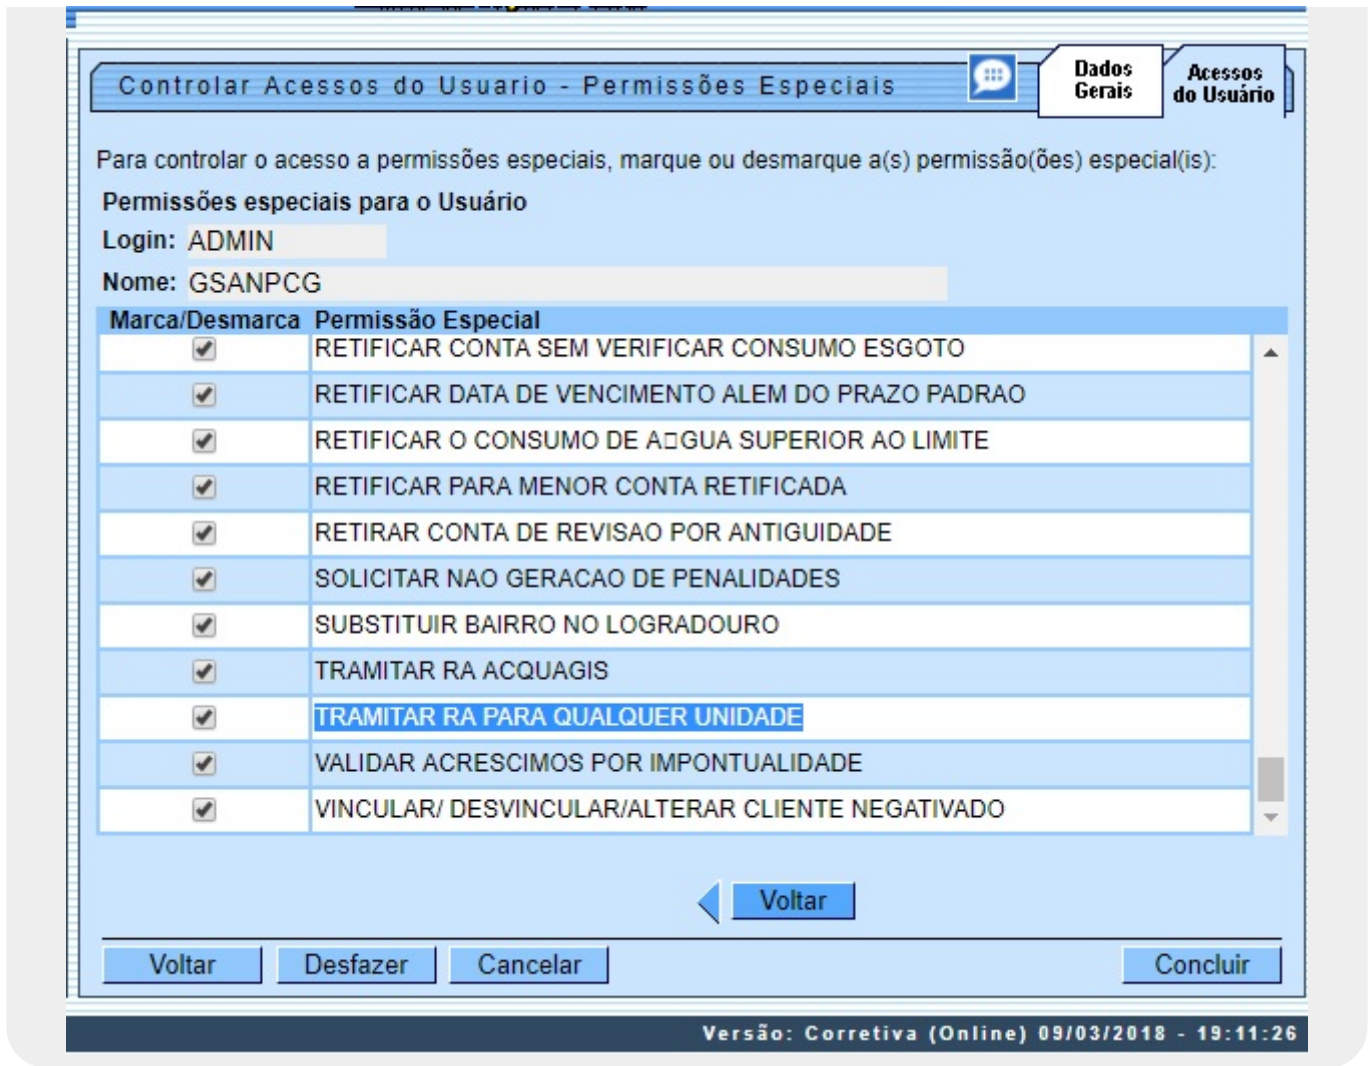 Controlar Acessos do Usuario - Permissões Especiais
Dados
Gerais
Acessos
do Usuário
Para controlar o acesso a permissões especiais, marque ou desmarque a(s) permissão(ões) especial(is):
Permissões especiais para o Usuário
Login: ADMIN
Nome: GSANPCG
Marca/Desmarca Permissão Especial
RETIFICAR CONTA SEM VERIFICAR CONSUMO ESGOTO
RETIFICAR DATA DE VENCIMENTO ALEM DO PRAZO PADRAO
RETIFICAR O CONSUMO DE A□GUA SUPERIOR AO LIMITE
RETIFICAR PARA MENOR CONTA RETIFICADA
RETIRAR CONTA DE REVISAO POR ANTIGUIDADE
SOLICITAR NAO GERACAO DE PENALIDADES
SUBSTITUIR BAIRRO NO LOGRADOURO
TRAMITAR RA ACQUAGIS
TRAMITAR RA PARA QUALQUER UNIDADE
VALIDAR ACRESCIMOS POR IMPONTUALIDADE
VINCULAR/ DESVINCULAR/ALTERAR CLIENTE NEGATIVADO
Voltar
Voltar Desfazer Cancelar Concluir
Versão: Corretiva (Online) 09/03/2018 - 19:11:26